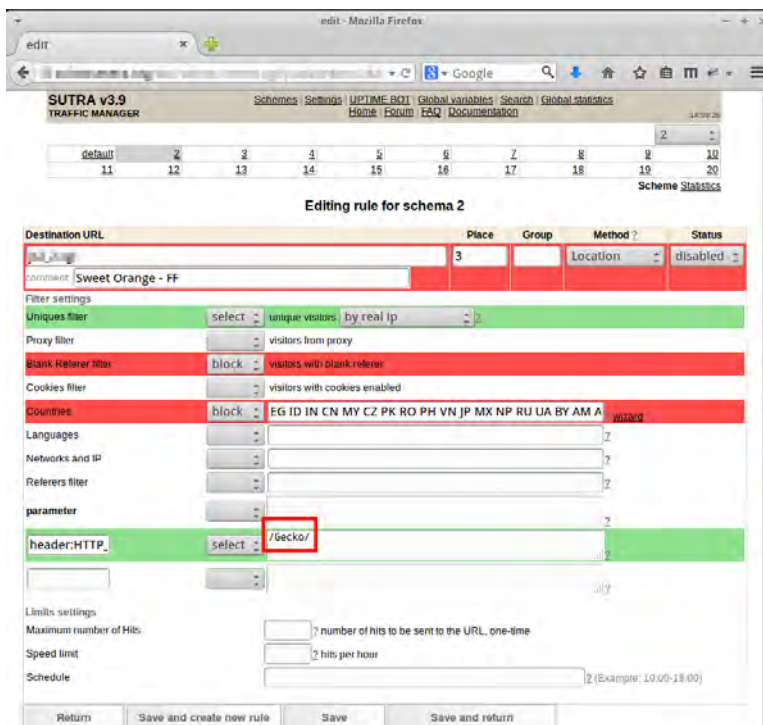 edit - Mozilla Firefox
edit
Google
SUTRA v3.9
TRAFFIC MANAGER
Schemes | Settings | UPTIME BOT | Global variables | Search | Global statistics
Home | Forum | FAQ | Documentation
2
default 2 3 4 5 6 7 8 9 10
11 12 13 14 15 16 17 18 19 20
Scheme Statistics
Editing rule for schema 2
Destination URL Place Group Method ? Status
3 Location disabled
comment Sweet Orange - FF
Filter settings
Uniques filter select unique visitors by real ip ?
Proxy filter visitors from proxy
Blank Referer filter block visitors with blank referer
Cookies filter visitors with cookies enabled
Countries block EG ID IN CN MY CZ PK RO PH VN JP MX NP RU UA BY AM A wizard
Languages ?
Networks and IP ?
Referers filter ?
parameter ?
header:HTTP_ select /Gecko/ ?
?
Limits settings
Maximum number of Hits ? number of hits to be sent to the URL, one-time
Speed limit ? hits per hour
Schedule ? (Example: 10:00-18:00)
Return Save and create new rule Save Save and return